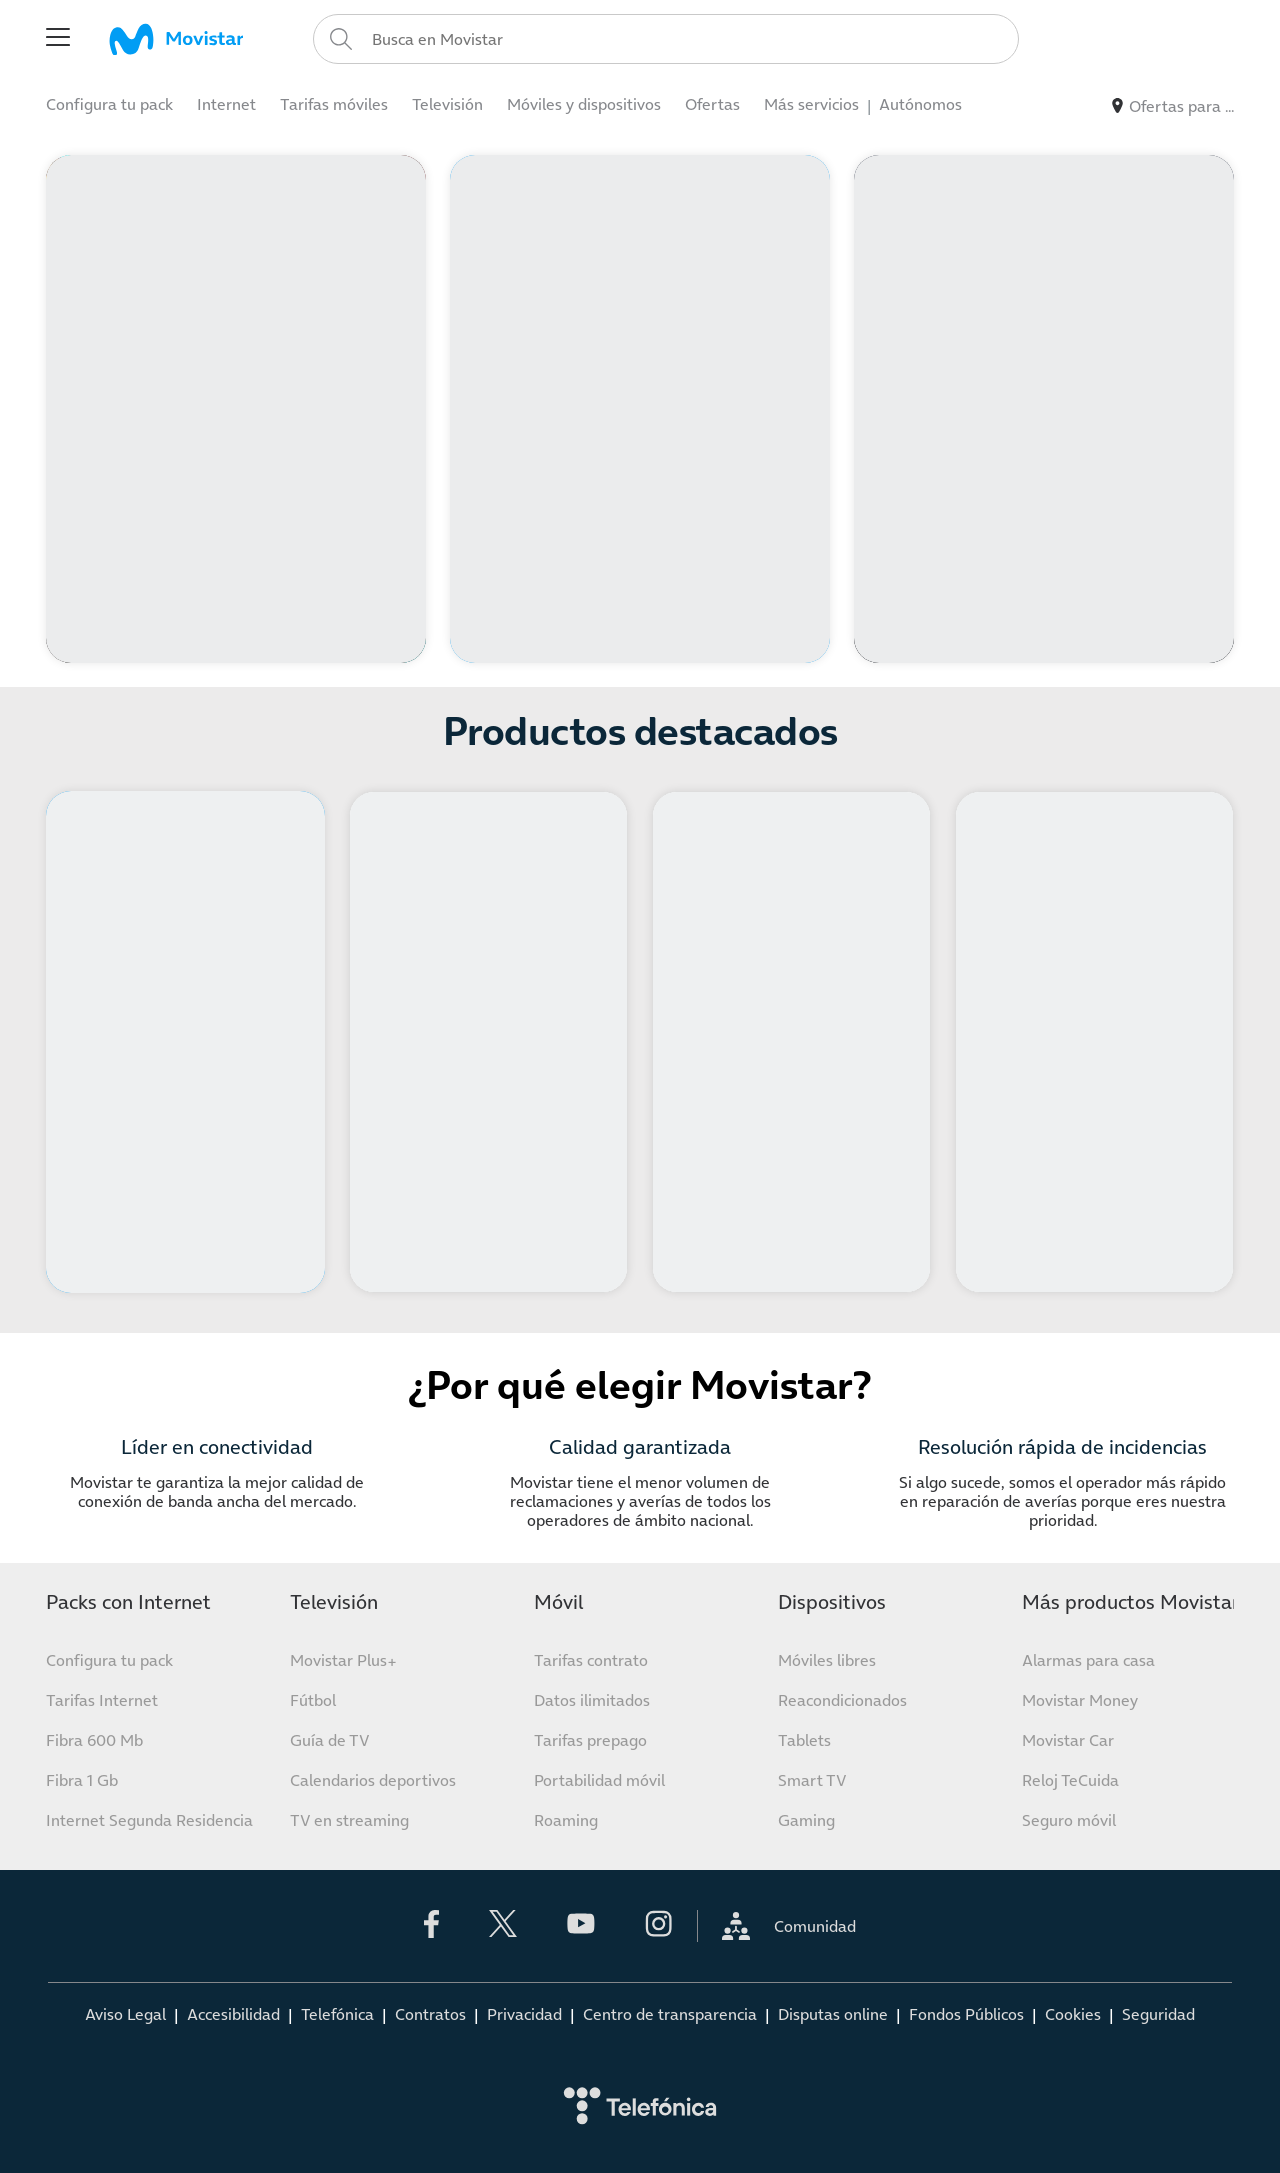 Movistar
Busca en Movistar
Configura tu pack Internet Tarifas móviles Televisión Móviles y dispositivos Ofertas Más servicios | Autónomos
Ofertas para ...
Productos destacados
¿Por qué elegir Movistar?
Líder en conectividad
Movistar te garantiza la mejor calidad de
conexión de banda ancha del mercado.
Calidad garantizada
Movistar tiene el menor volumen de
reclamaciones y averías de todos los
operadores de ámbito nacional.
Resolución rápida de incidencias
Si algo sucede, somos el operador más rápido
en reparación de averías porque eres nuestra
prioridad.
Packs con Internet
Configura tu pack
Tarifas Internet
Fibra 600 Mb
Fibra 1 Gb
Internet Segunda Residencia
Televisión
Movistar Plus+
Fútbol
Guía de TV
Calendarios deportivos
TV en streaming
Móvil
Tarifas contrato
Datos ilimitados
Tarifas prepago
Portabilidad móvil
Roaming
Dispositivos
Móviles libres
Reacondicionados
Tablets
Smart TV
Gaming
Más productos Movistar
Alarmas para casa
Movistar Money
Movistar Car
Reloj TeCuida
Seguro móvil
Comunidad
Aviso Legal | Accesibilidad | Telefónica | Contratos | Privacidad | Centro de transparencia | Disputas online | Fondos Públicos | Cookies | Seguridad
Telefónica